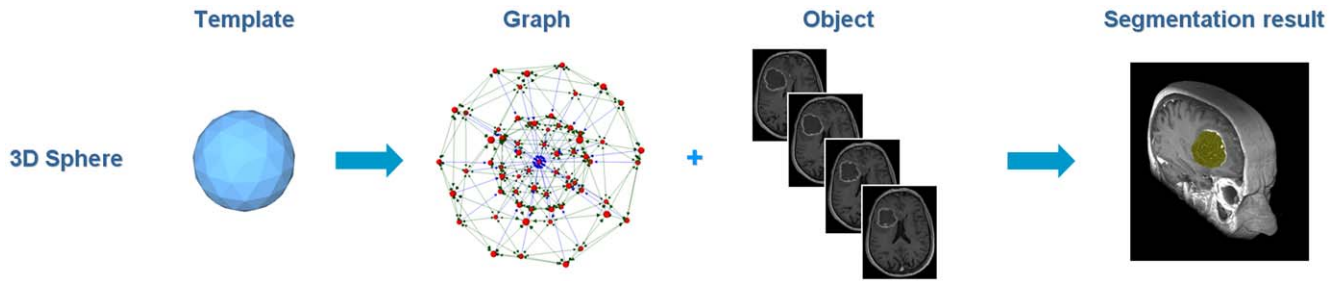 Template
Graph
Object
Segmentation result
3D Sphere
+